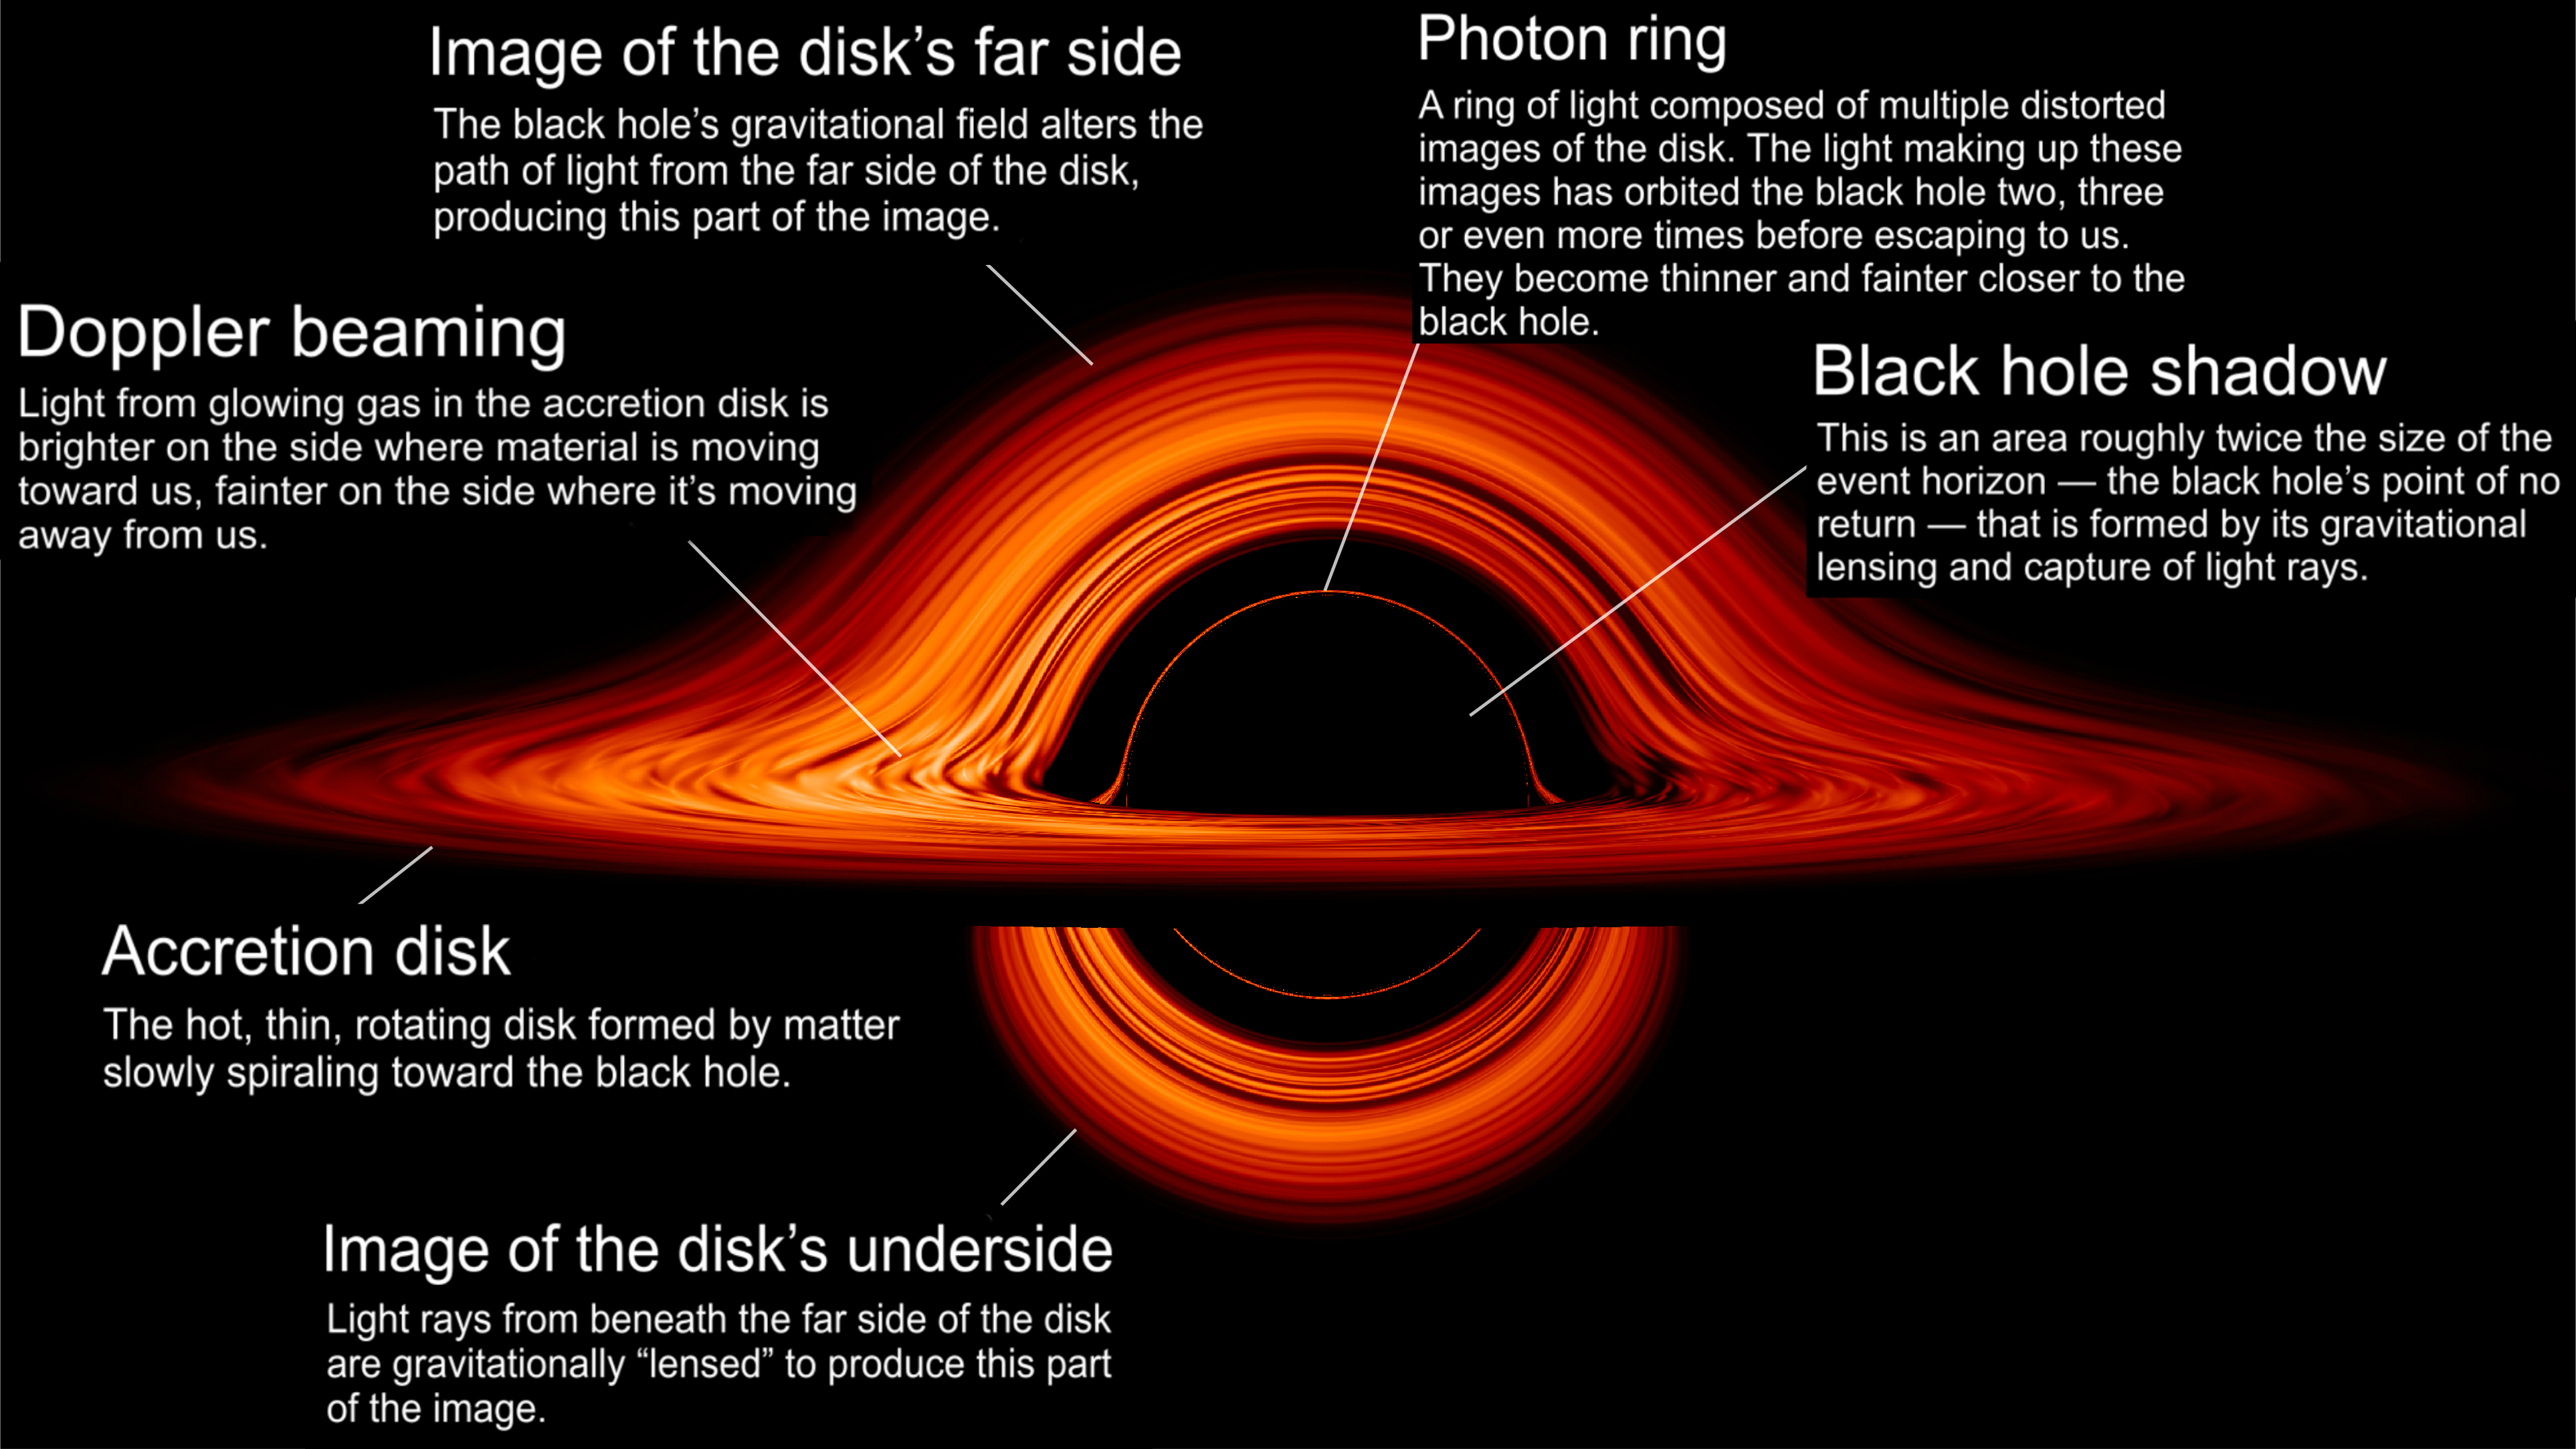 Image of the disk’s far side
The black hole’s gravitational field alters the
path of light from the far side of the disk,
producing this part of the image.
Photon ring
A ring of light composed of multiple distorted
images of the disk. The light making up these
images has orbited the black hole two, three
or even more times before escaping to us.
They become thinner and fainter closer to the
black hole.
Doppler beaming
Light from glowing gas in the accretion disk is
brighter on the side where material is moving
toward us, fainter on the side where it’s moving
away from us.
Black hole shadow
This is an area roughly twice the size of the
event horizon — the black hole’s point of no
return — that is formed by its gravitational
lensing and capture of light rays.
Accretion disk
The hot, thin, rotating disk formed by matter
slowly spiraling toward the black hole.
Image of the disk’s underside
Light rays from beneath the far side of the disk
are gravitationally “lensed” to produce this part
of the image.